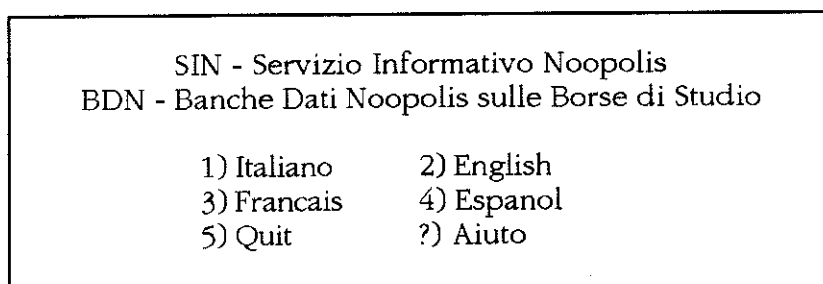 SIN - Servizio Informativo Noopolis
BDN - Banche Dati Noopolis sulle Borse di Studio
1) Italiano 2) English
3) Francais 4) Espanol
5) Quit ?) Aiuto